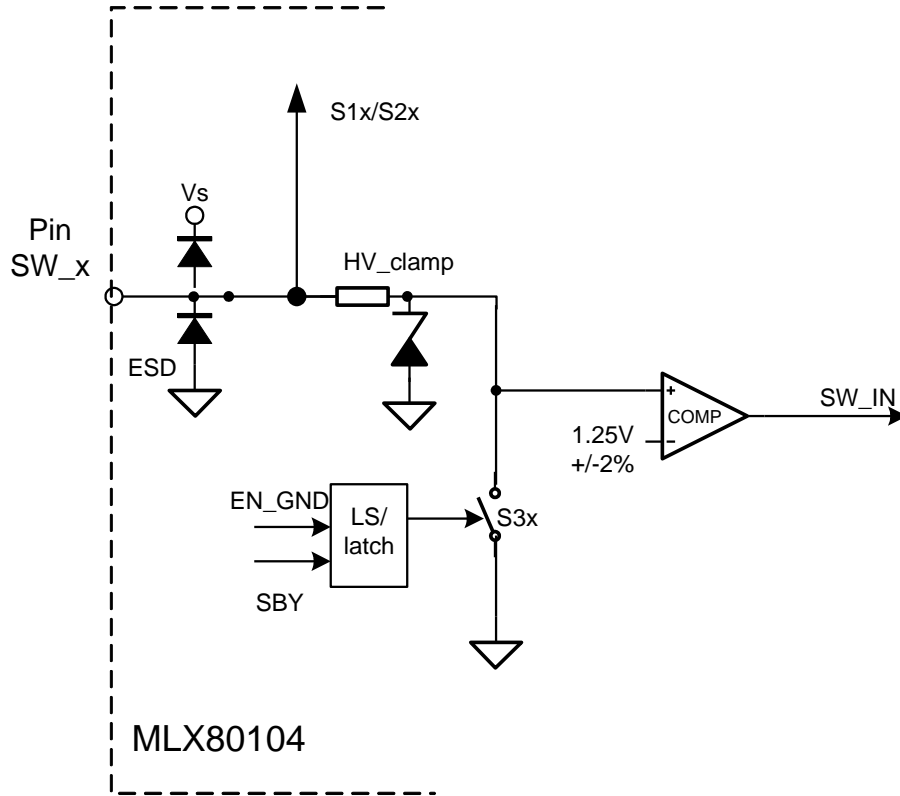 S1x/S2x
Vs
Pin
SW_x
HV_clamp
ESD
SW_IN
+
COMP
-
1.25V
+/-2%
EN_GND
LS/
latch
S3x
SBY
MLX80104